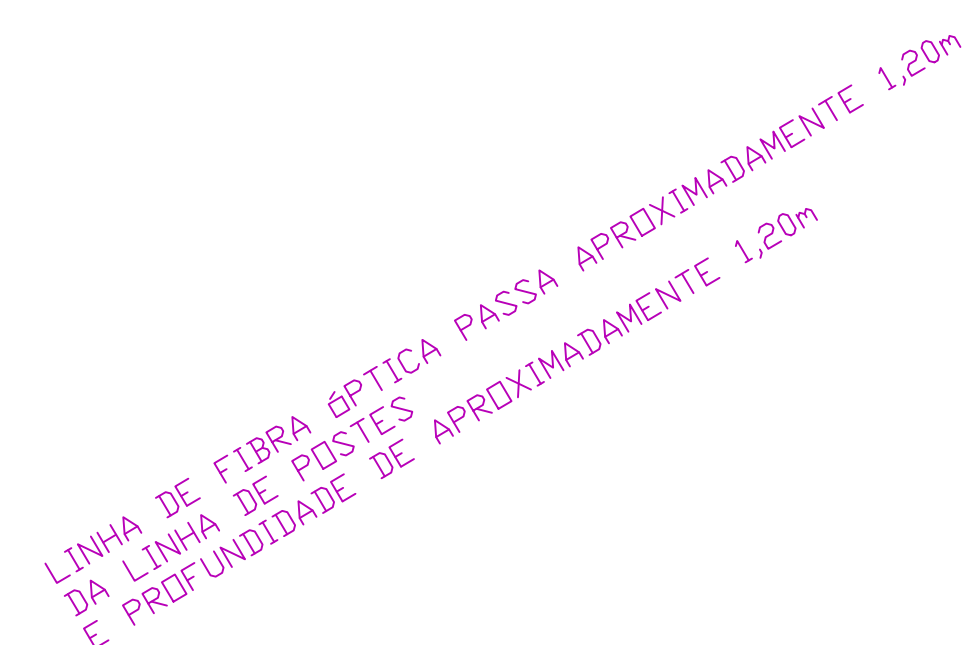 LINHA DE FIBRA ÓPTICA PASSA APROXIMADAMENTE 1,20m
DA LINHA DE POSTES
E PROFUNDIDADE DE APROXIMADAMENTE 1,20m